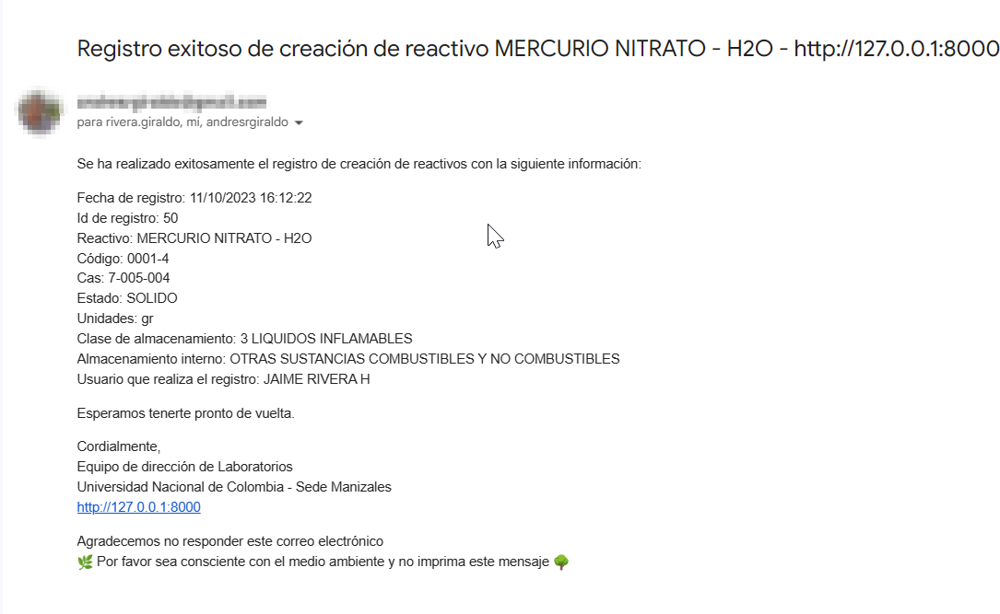 Registro exitoso de creación de reactivo MERCURIO NITRATO - H2O - http://127.0.0.1:8000
para rivera.giraldo, mí, andresrgiraldo
Se ha realizado exitosamente el registro de creación de reactivos con la siguiente información:
Fecha de registro: 11/10/2023 16:12:22
Id de registro: 50
Reactivo: MERCURIO NITRATO - H2O
Código: 0001-4
Cas: 7-005-004
Estado: SOLIDO
Unidades: gr
Clase de almacenamiento: 3 LIQUIDOS INFLAMABLES
Almacenamiento interno: OTRAS SUSTANCIAS COMBUSTIBLES Y NO COMBUSTIBLES
Usuario que realiza el registro: JAIME RIVERA H
Esperamos tenerte pronto de vuelta.
Cordialmente,
Equipo de dirección de Laboratorios
Universidad Nacional de Colombia - Sede Manizales
http://127.0.0.1:8000
Agradecemos no responder este correo electrónico
🌿 Por favor sea consciente con el medio ambiente y no imprima este mensaje 🌳